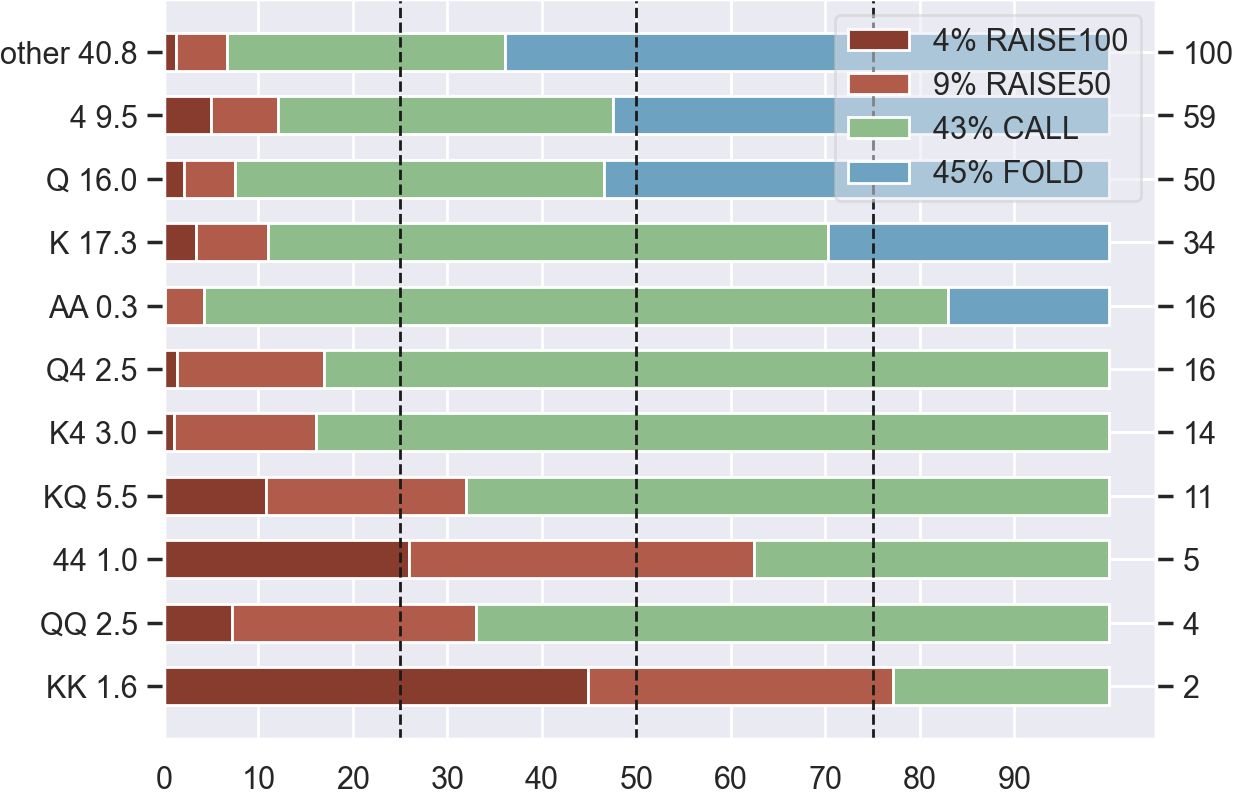 other 40.8
4 9.5
Q 16.0
K 17.3
AA 0.3
Q4 2.5
K4 3.0
KQ 5.5
44 1.0
QQ 2.5
KK 1.6
4% RAISE100
9% RAISE50
43% CALL
45% FOLD
100
59
50
34
16
16
14
11
5
4
2
0 10 20 30 40 50 60 70 80 90